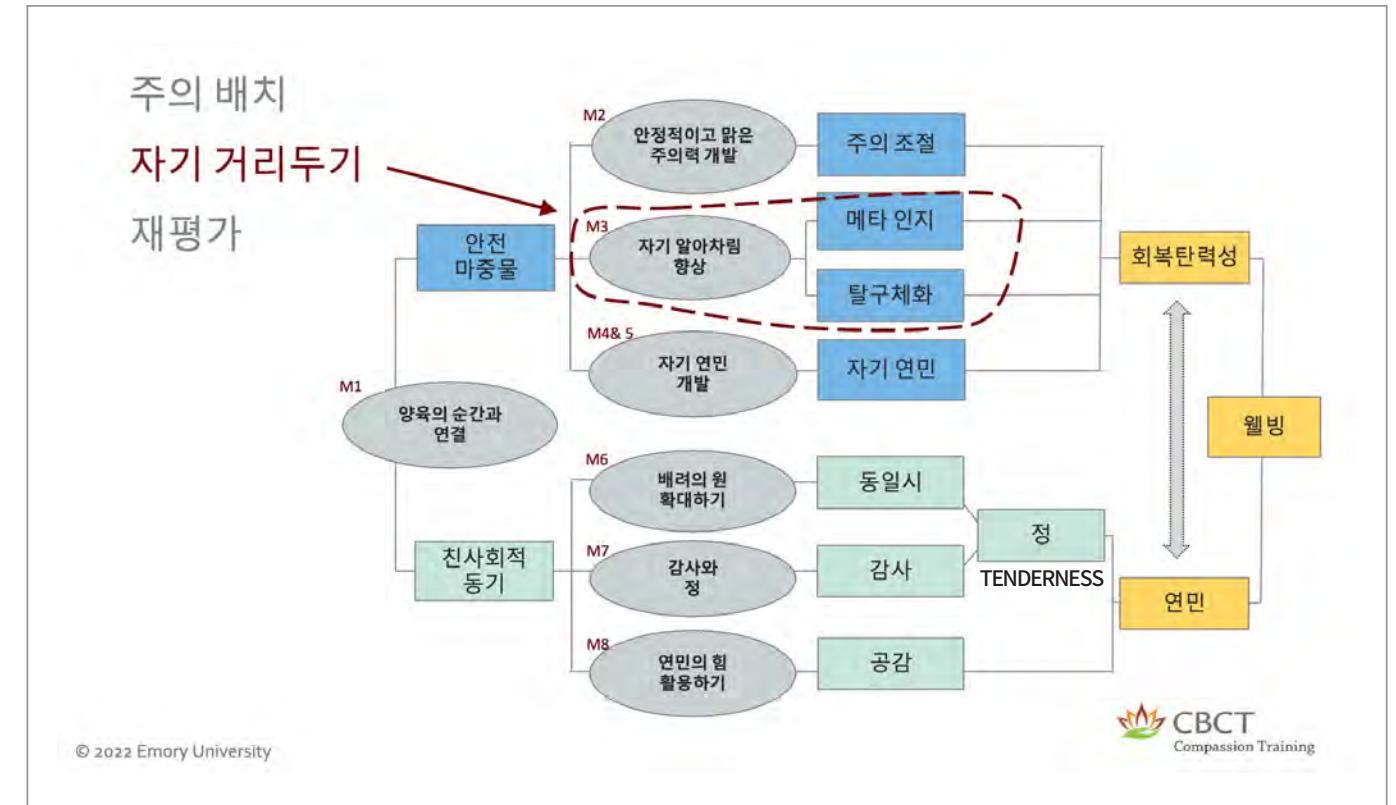 주의 배치
자기 거리두기
재평가
M2
안정적이고 맑은
주의력 개발
주의 조절
M3
자기 알아차림
향상
메타 인지
탈구체화
안전
마중물
M4& 5
자기 연민
개발
자기 연민
회복탄력성
M1
양육의 순간과
연결
웰빙
M6
배려의 원
확대하기
동일시
친사회적
동기
M7
감사와
정
감사
정
TENDERNESS
연민
M8
연민의 힘
활용하기
공감
© 2022 Emory University
CBCT
Compassion Training